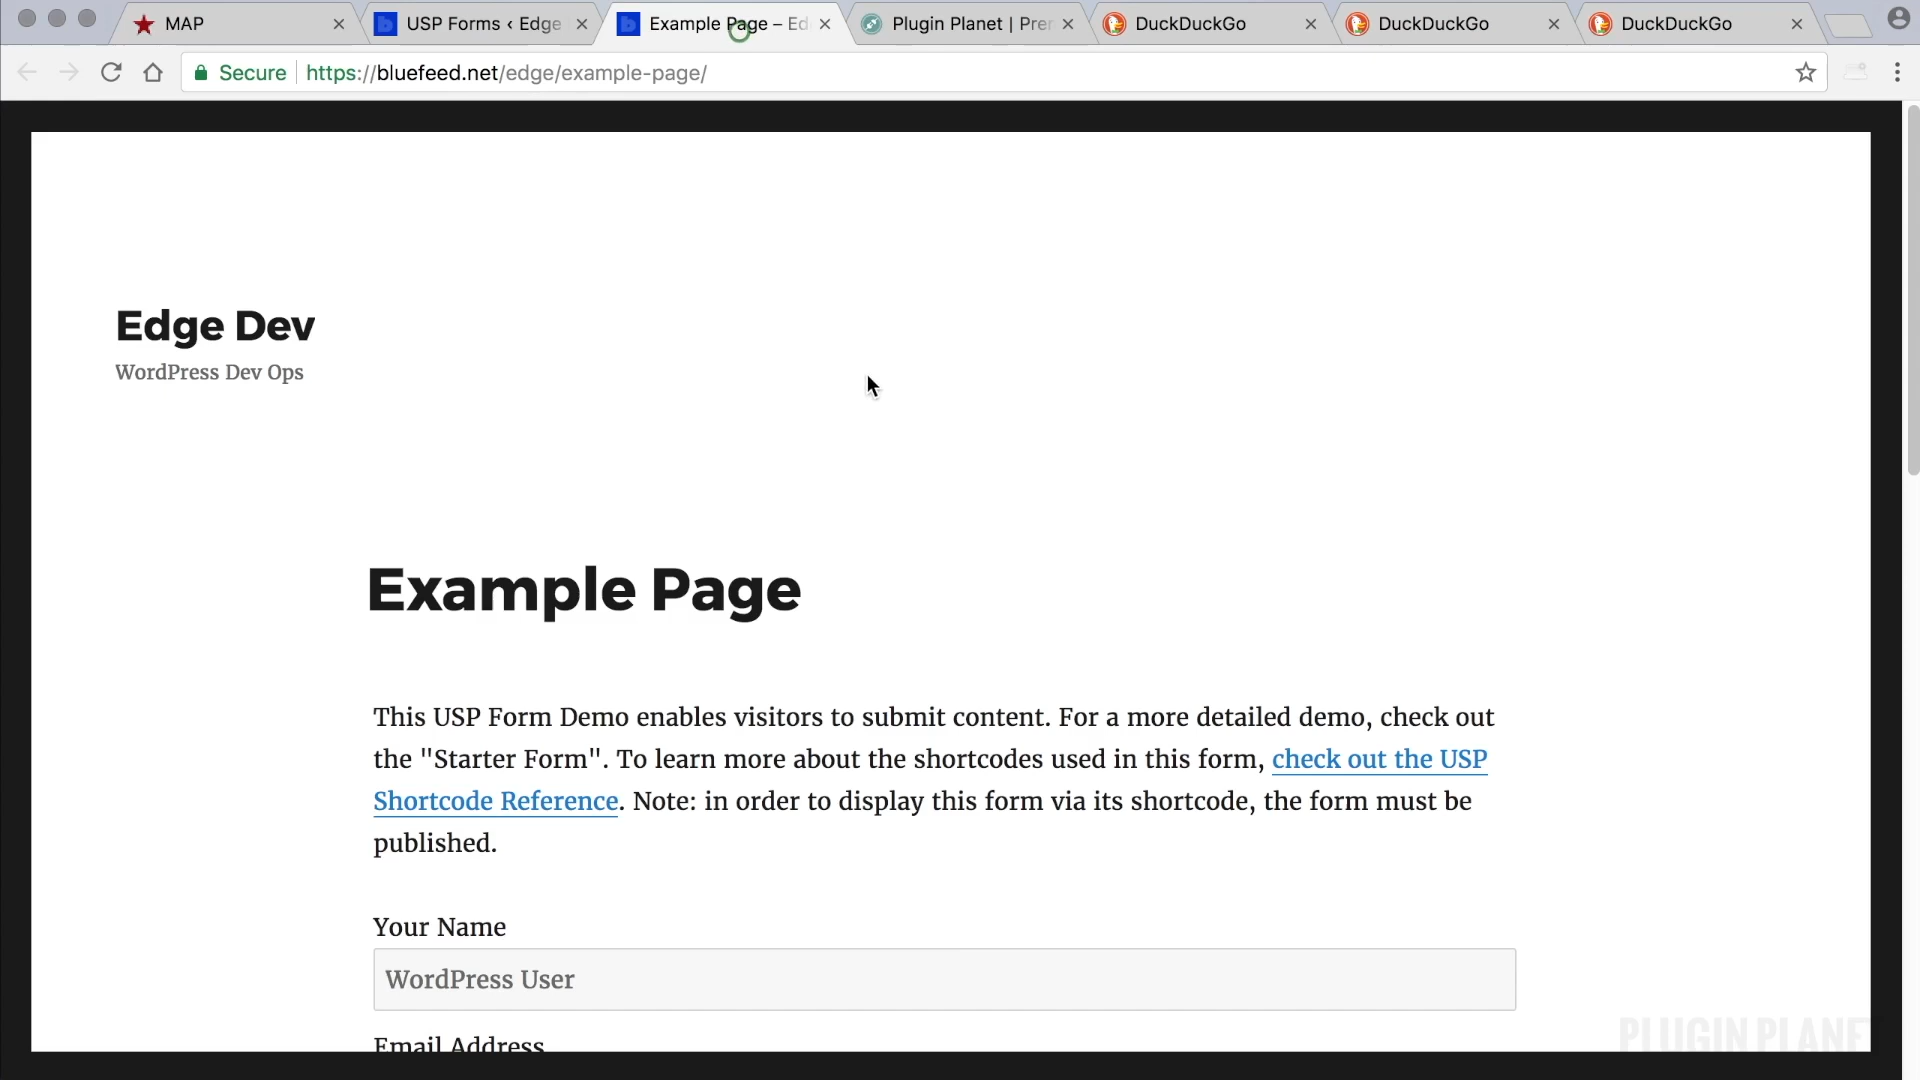 MAP
USP Forms ‹ Edge
Example Page – Ed
Plugin Planet | Prer
DuckDuckGo
DuckDuckGo
DuckDuckGo
Secure
https://bluefeed.net/edge/example-page/
Edge Dev
WordPress Dev Ops
Example Page
This USP Form Demo enables visitors to submit content. For a more detailed demo, check out
the "Starter Form". To learn more about the shortcodes used in this form, check out the USP
Shortcode Reference. Note: in order to display this form via its shortcode, the form must be
published.
Your Name
WordPress User
Email Address
PLUGIN PLANET